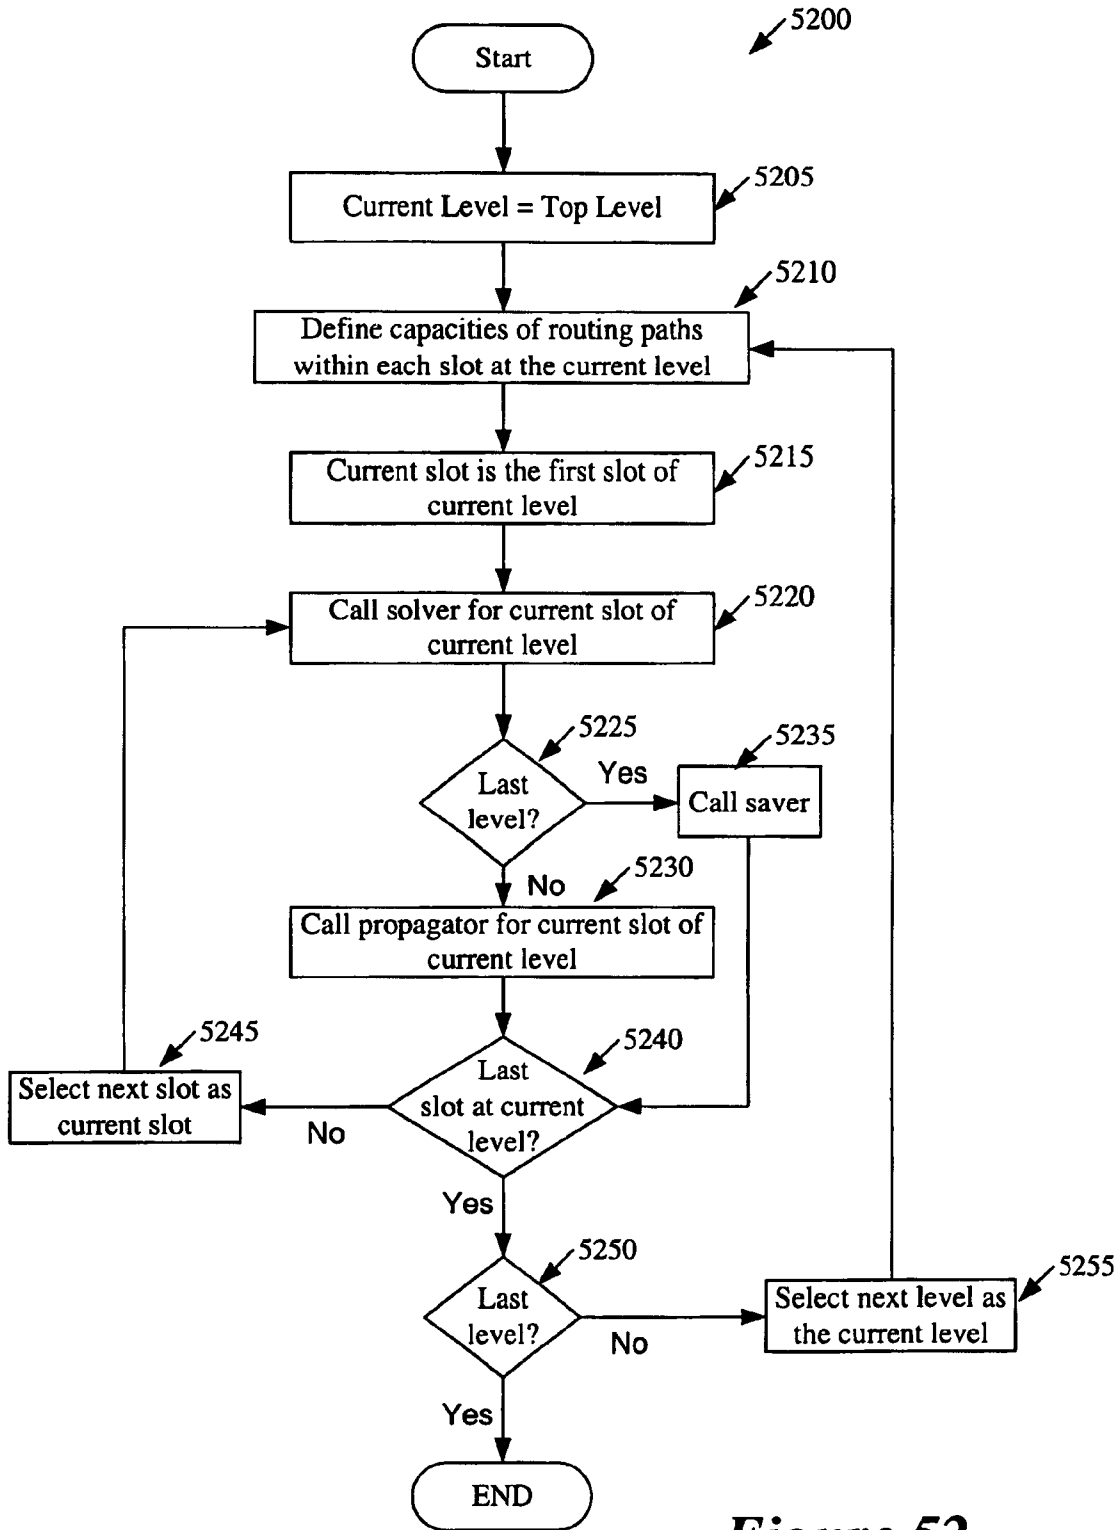 5200
Start
5205
Current Level = Top Level
5210
Define capacities of routing paths
within each slot at the current level
5215
Current slot is the first slot of
current level
5220
Call solver for current slot of
current level
5225
Last
level?
Yes
5235
Call saver
No
5230
Call propagator for current slot of
current level
5240
Last
slot at current
level?
5245
Select next slot as
current slot
No
Yes
5250
Last
level?
No
5255
Select next level as
the current level
Yes
END
Figure 52